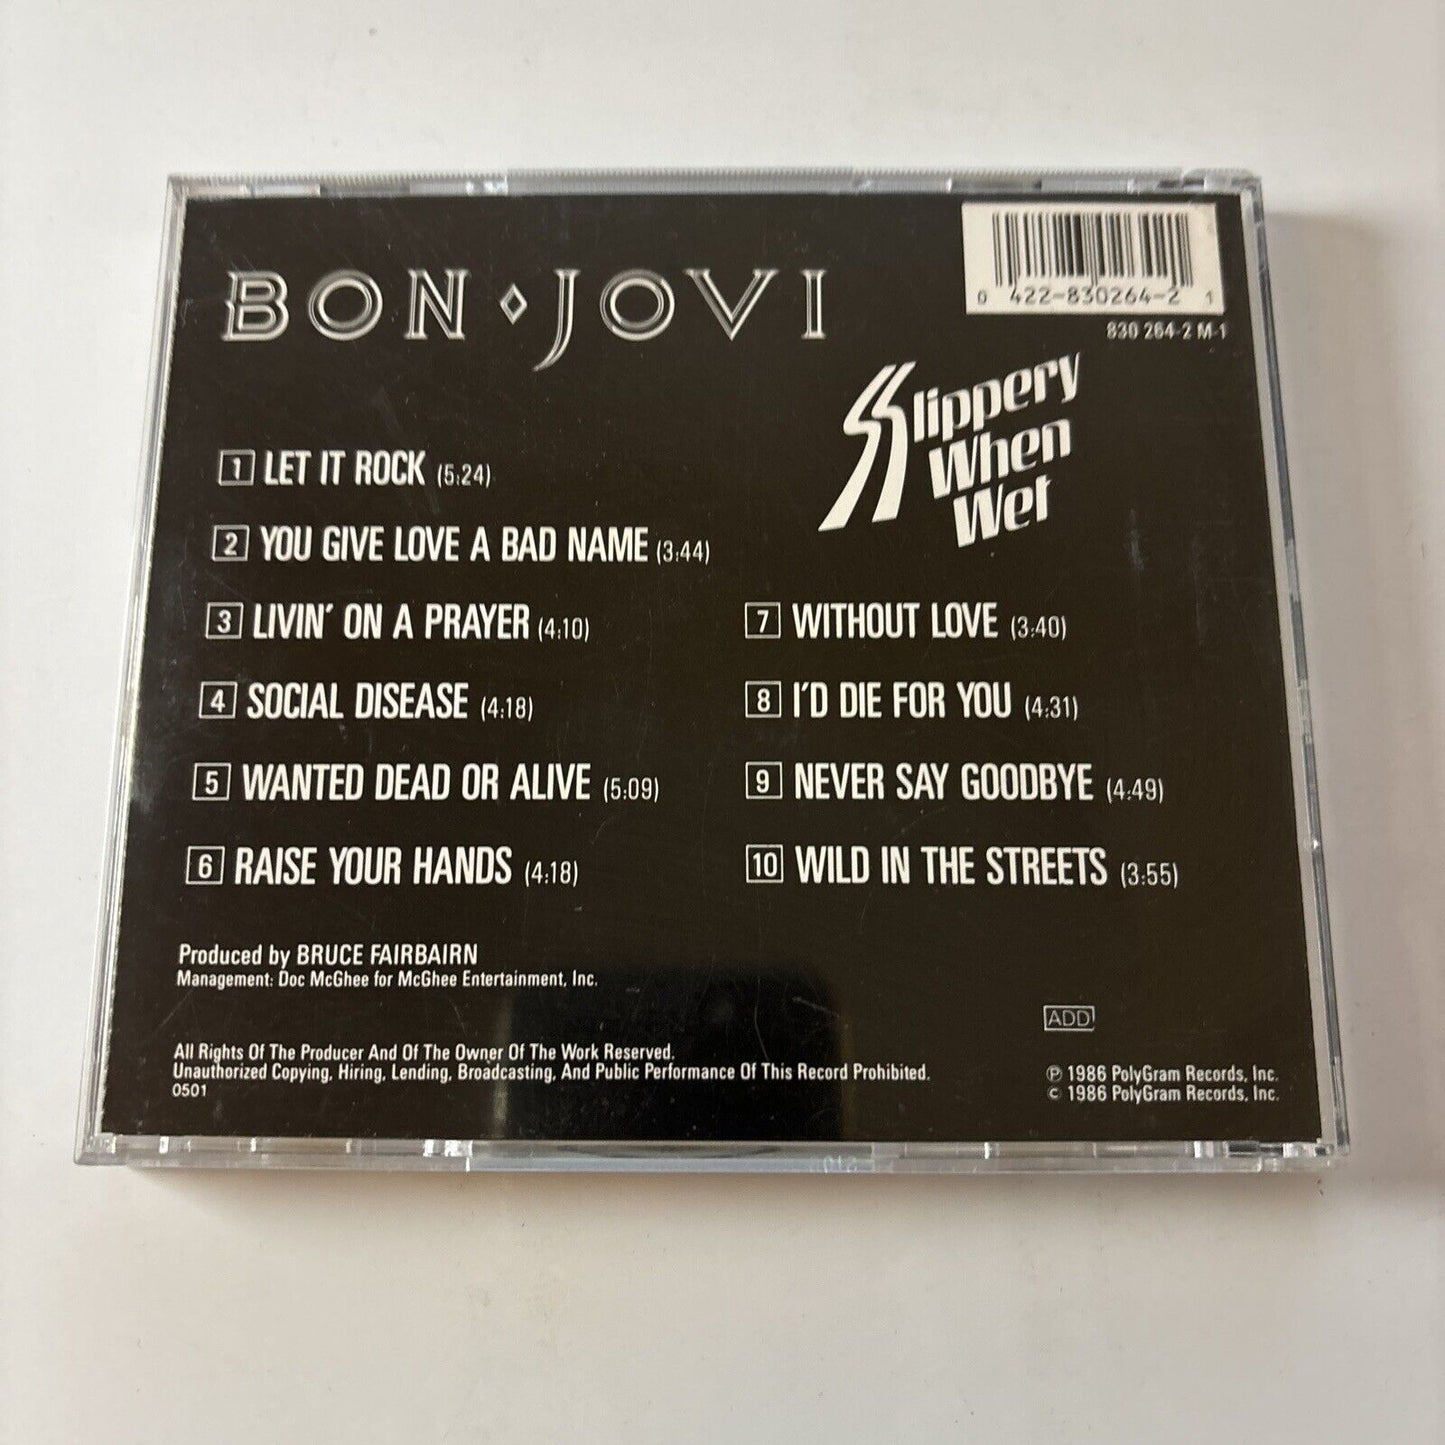 BON JOVI
0 422-830264-2 1
830 264-2 M-1
Slippery
When
Wet
1 LET IT ROCK (5:24)
2 YOU GIVE LOVE A BAD NAME (3:44)
3 LIVIN' ON A PRAYER (4:10)
4 SOCIAL DISEASE (4:18)
5 WANTED DEAD OR ALIVE (5:09)
6 RAISE YOUR HANDS (4:18)
7 WITHOUT LOVE (3:40)
8 I'D DIE FOR YOU (4:31)
9 NEVER SAY GOODBYE (4:49)
10 WILD IN THE STREETS (3:55)
Produced by BRUCE FAIRBAIRN
Management: Doc McGhee for McGhee Entertainment, Inc.
ADD
All Rights Of The Producer And Of The Owner Of The Work Reserved.
Unauthorized Copying, Hiring, Lending, Broadcasting, And Public Performance Of This Record Prohibited.
0501
℗ 1986 PolyGram Records, Inc.
© 1986 PolyGram Records, Inc.